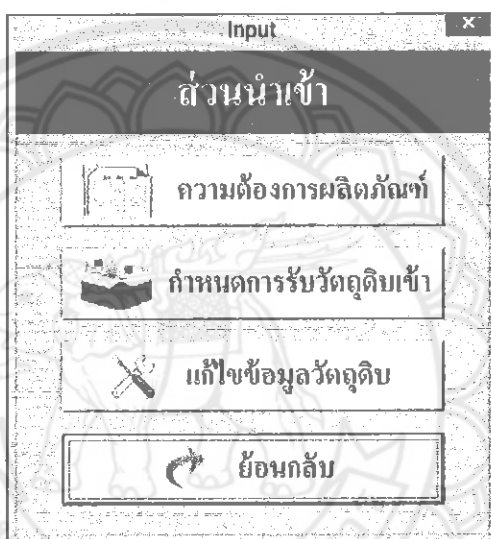 Input
ส่วนนำเข้า
ความต้องการผลิตภัณฑ์
กำหนดการรับวัตถุดิบเข้า
แก้ไขข้อมูลวัตถุดิบ
ย้อนกลับ